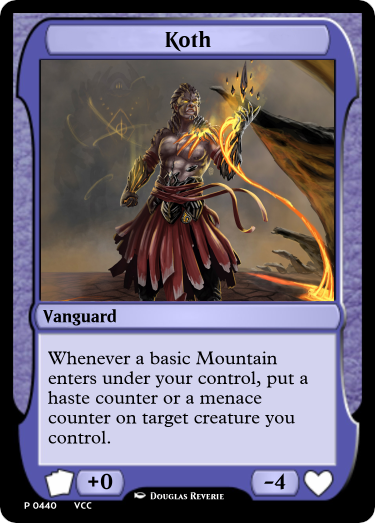 Koth
Vanguard
Whenever a basic Mountain
enters under your control, put a
haste counter or a menace
counter on target creature you
control.
+0
-4
Douglas Reverie
P 0440 VCC